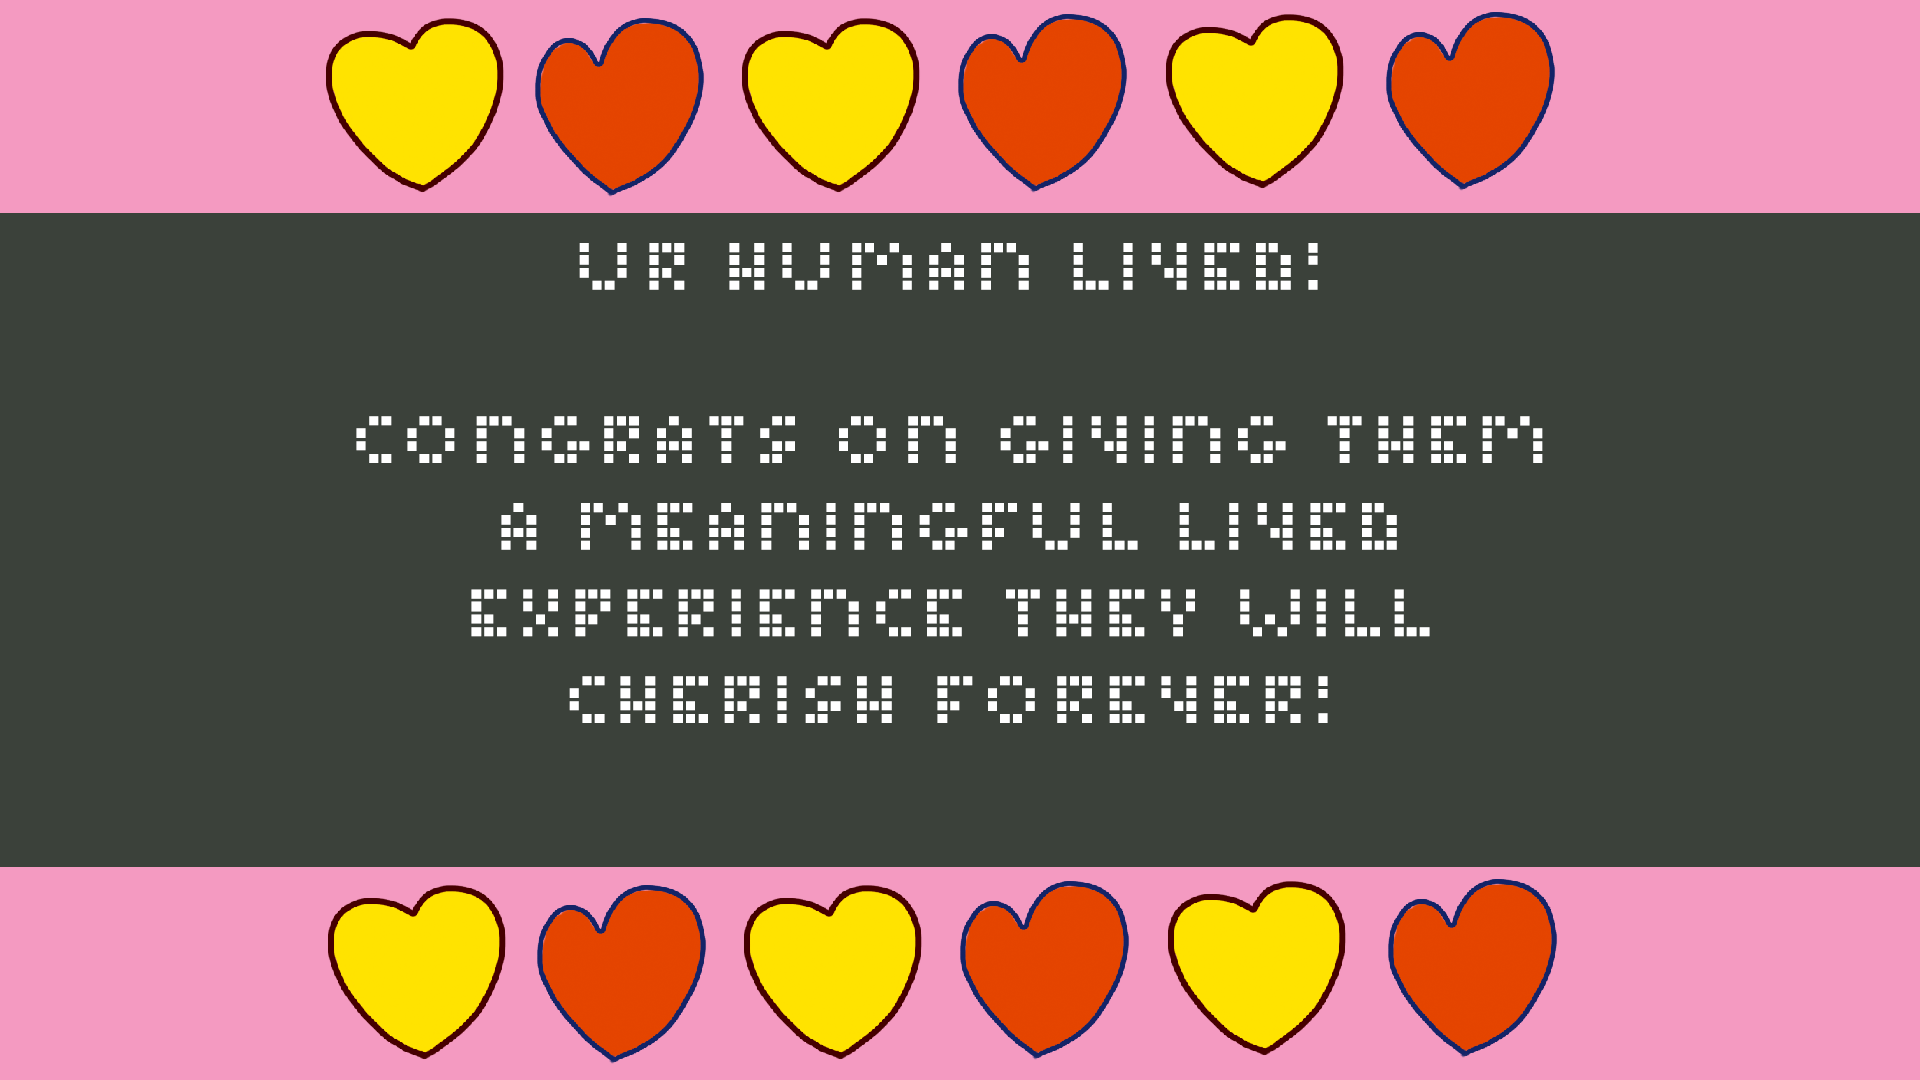 UR HUMAN LIVED!
CONGRATS ON GIVING THEM
A MEANINGFUL LIVED
EXPERIENCE THEY WILL
CHERISH FOREVER!